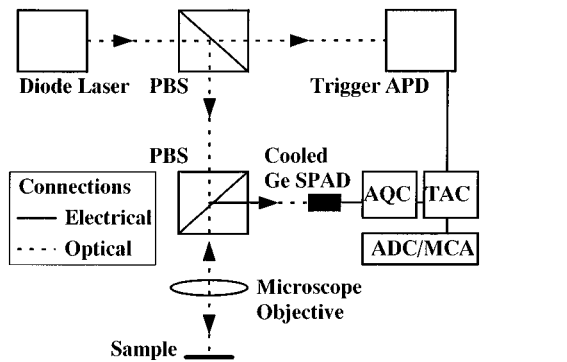 Diode Laser
PBS
Trigger APD
PBS
Cooled
Ge SPAD
Connections
Electrical
Optical
AQC
TAC
ADC/MCA
Microscope
Objective
Sample